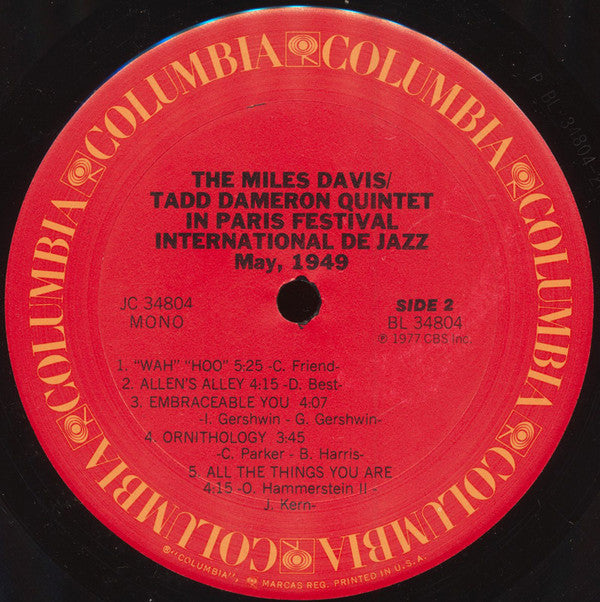 COLUMBIA COLUMBIA COLUMBIA COLUMBIA COLUMBIA COLUMBIA
THE MILES DAVIS/
TADD DAMERON QUINTET
IN PARIS FESTIVAL
INTERNATIONAL DE JAZZ
May, 1949
JC 34804
MONO
SIDE 2
BL 34804
℗ 1977 CBS Inc.
1. "WAH" "HOO" 5:25 -C. Friend-
2. ALLEN'S ALLEY 4:15 -D. Best-
3. EMBRACEABLE YOU 4:07
-I. Gershwin - G. Gershwin-
4. ORNITHOLOGY 3:45
-C. Parker - B. Harris-
5. ALL THE THINGS YOU ARE
4:15 -O. Hammerstein II -
J. Kern-
®"COLUMBIA", MARCAS REG. PRINTED IN U.S.A.